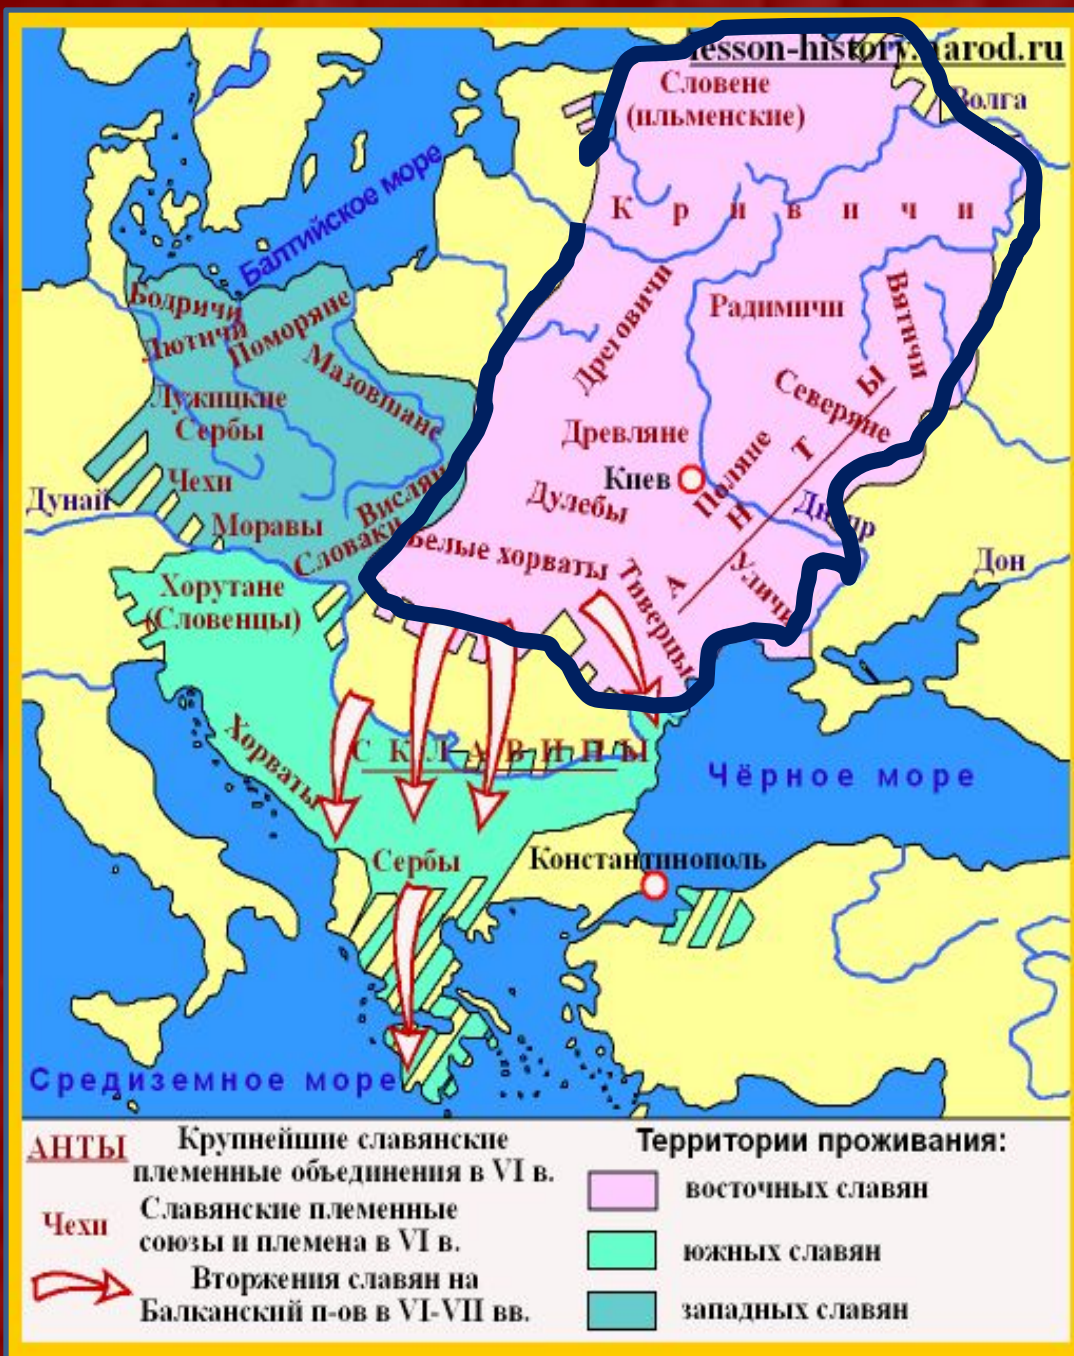 lesson-history.narod.ru
Словене
(ильменские)
Волга
Балтийское море
Кривичи
Бодричи
Лютичи
Поморяне
Мазовшане
Дреговичи
Радимичи
Вятичи
Лужицкие
Сербы
Северяне
Древляне
Киев
Поляне
АНТЫ
Чехи
Дунай
Висляне
Дулебы
Днепр
Моравы
Словаки
Белые хорваты
Тиверцы
Уличи
Дон
Хорутане
(Словенцы)
Хорваты
СКЛАВИНЫ
Чёрное море
Сербы
Константинополь
Средиземное море
АНТЫ
Крупнейшие славянские
племенные объединения в VI в.
Чехи
Славянские племенные
союзы и племена в VI в.
Вторжения славян на
Балканский п-ов в VI-VII вв.
Территории проживания:
восточных славян
южных славян
западных славян